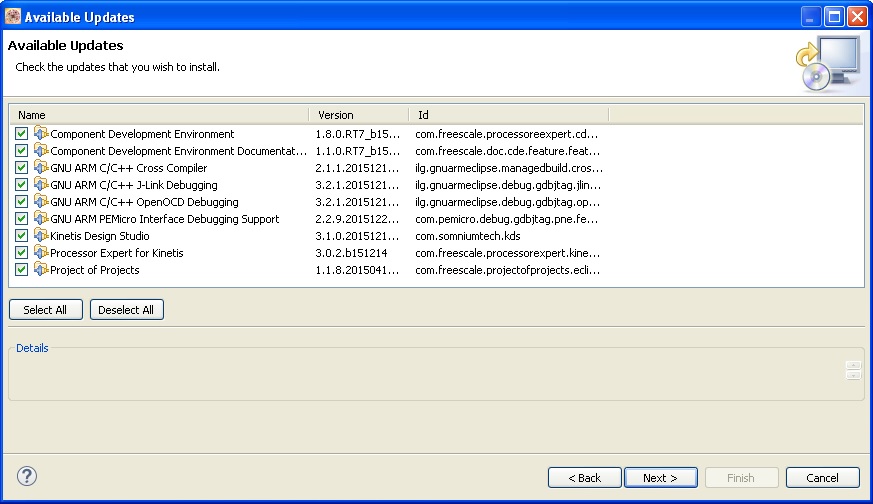 Available Updates
Available Updates
Check the updates that you wish to install.
Name Version Id
Component Development Environment 1.8.0.RT7_b15... com.freescale.processoreexpert.cd...
Component Development Environment Documentat... 1.1.0.RT7_b15... com.freescale.doc.cde.feature.feat...
GNU ARM C/C++ Cross Compiler 2.1.1.2015121... ilg.gnuarmeclipse.managedbuild.cros...
GNU ARM C/C++ J-Link Debugging 3.2.1.2015121... ilg.gnuarmeclipse.debug.gdbjtag.jlin...
GNU ARM C/C++ OpenOCD Debugging 3.2.1.2015121... ilg.gnuarmeclipse.debug.gdbjtag.op...
GNU ARM PEMicro Interface Debugging Support 2.2.9.2015122... com.pemicro.debug.gdbjtag.pne.fe...
Kinetis Design Studio 3.1.0.2015121... com.somniumtech.kds
Processor Expert for Kinetis 3.0.2.b151214 com.freescale.processorexpert.kine...
Project of Projects 1.1.8.2015041... com.freescale.projectofprojects.ecli...
Select All Deselect All
Details
? < Back Next > Finish Cancel